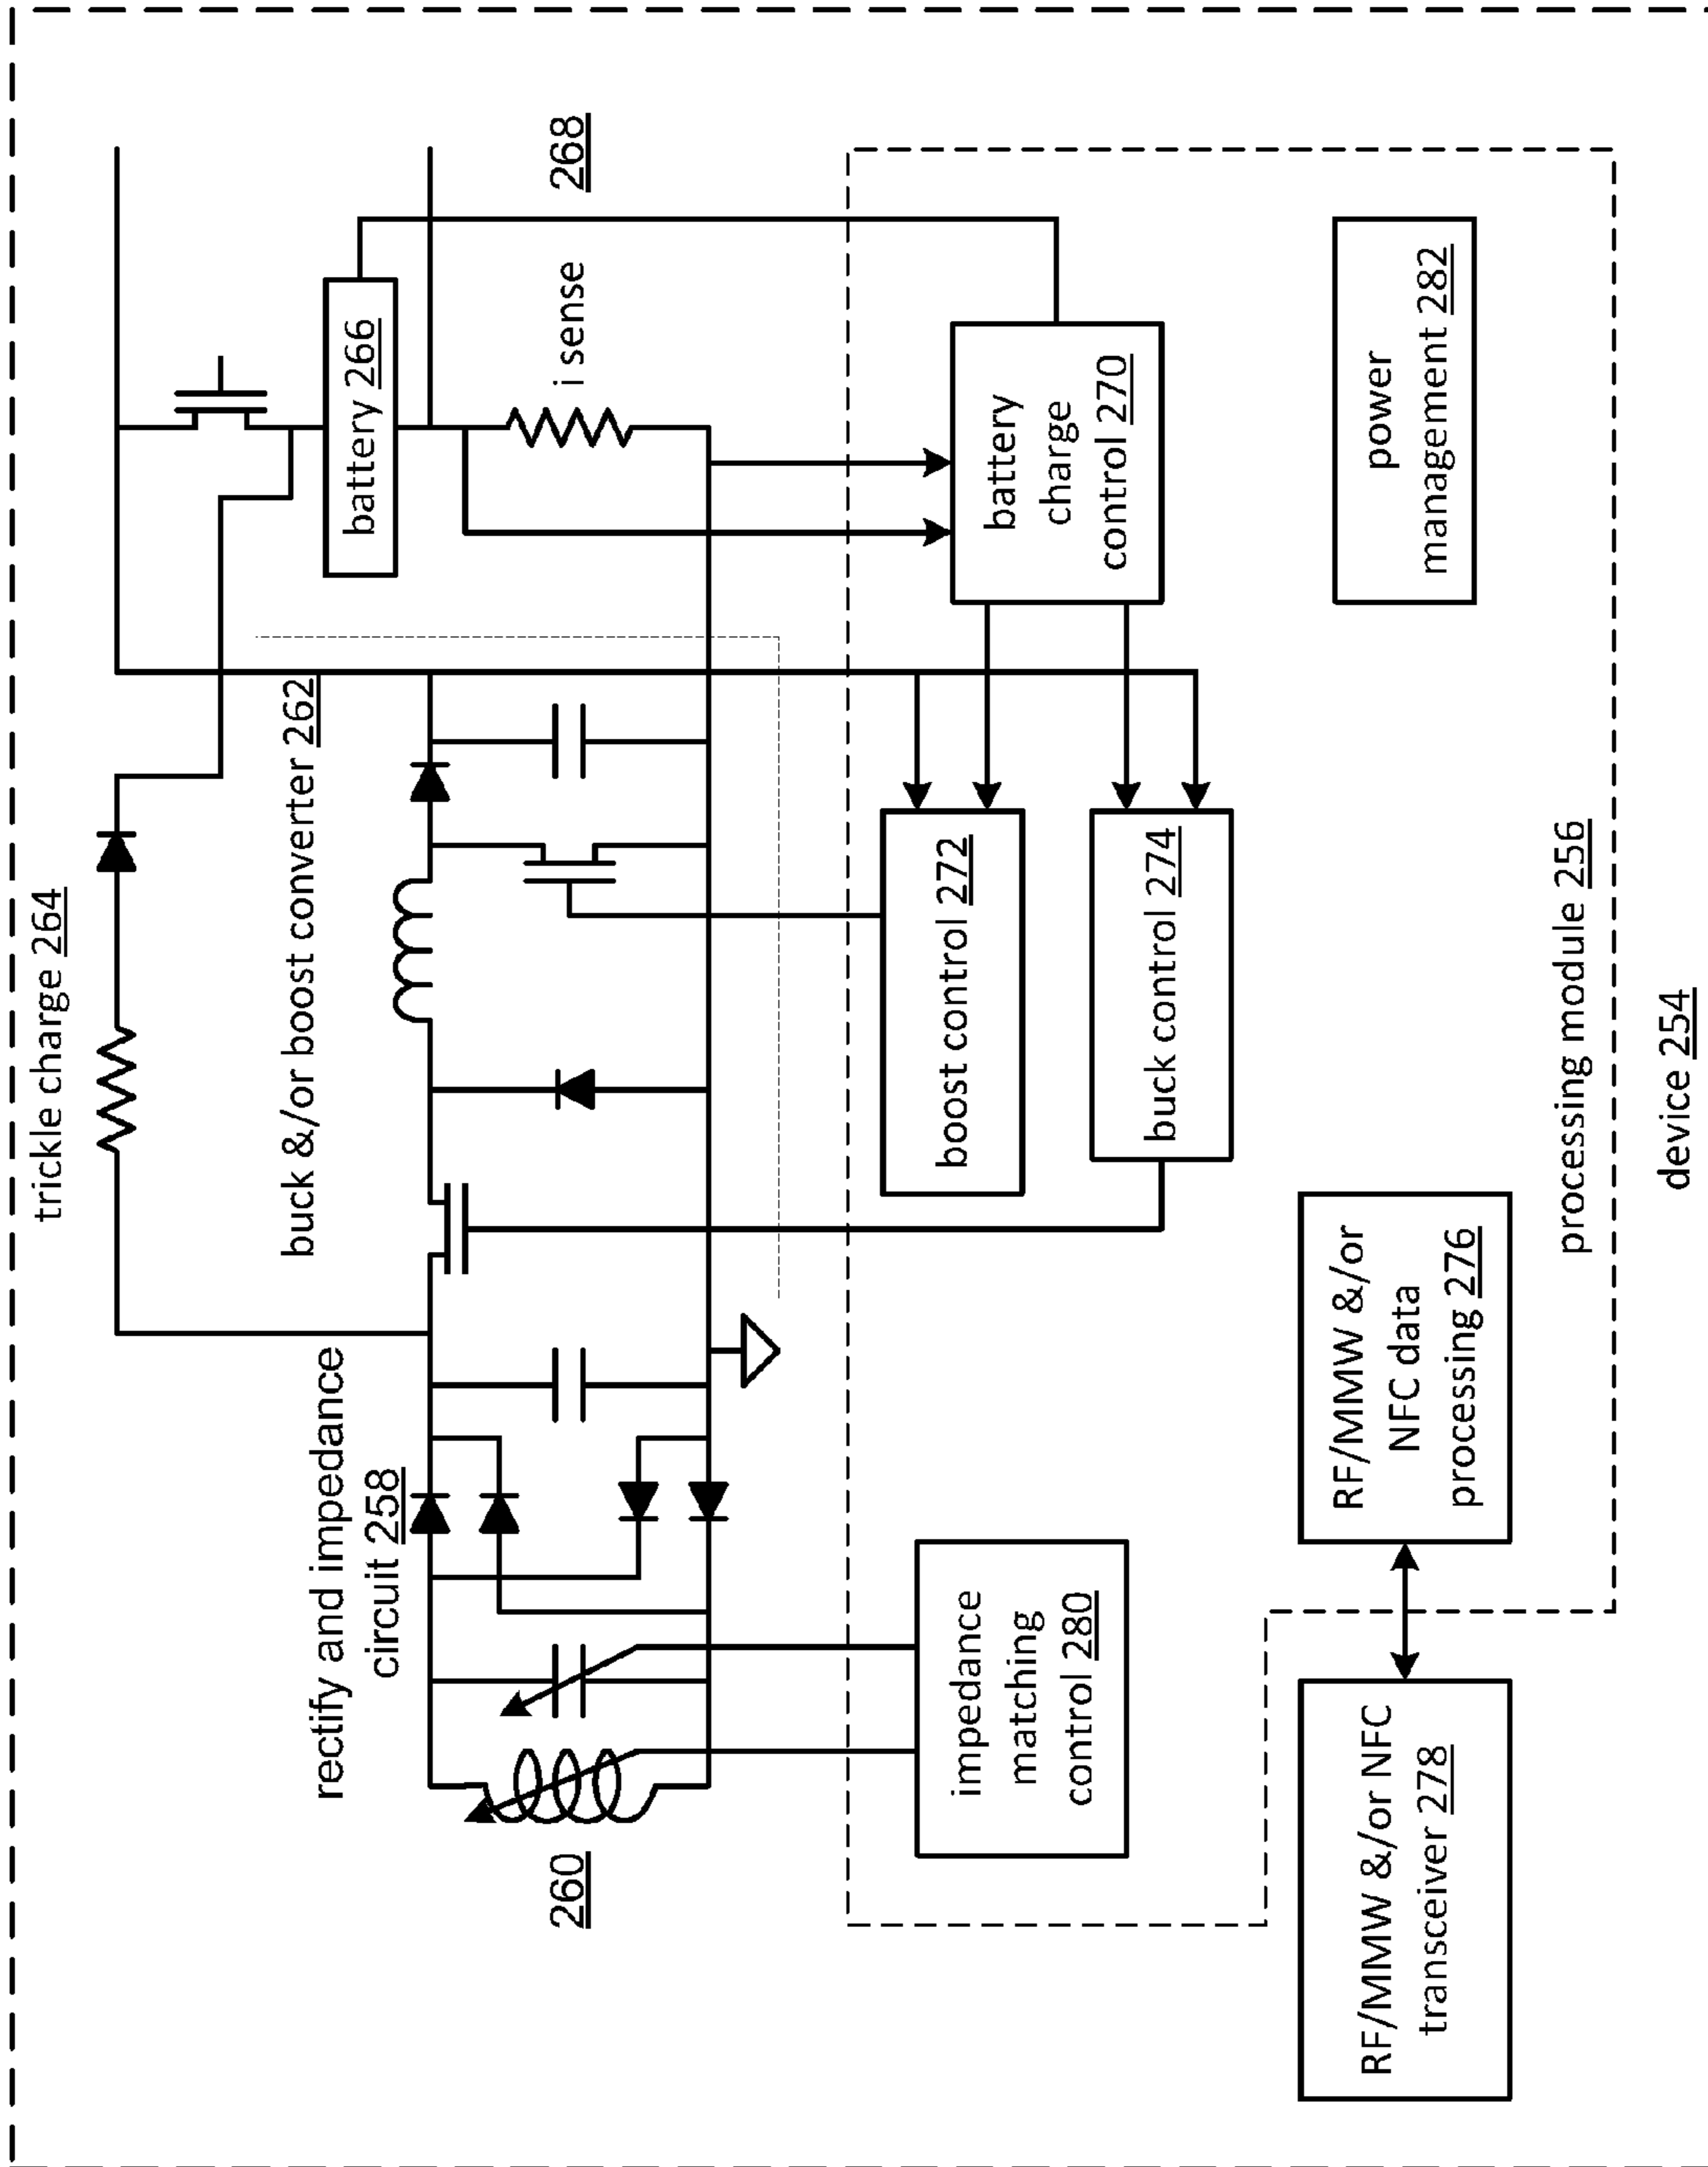 trickle charge 264
rectify and impedance
circuit 258
buck &/or boost converter 262
battery 266
i sense
268
260
impedance
matching
control 280
boost control 272
buck control 274
battery
charge
control 270
RF/MMW &/or NFC
transceiver 278
RF/MMW &/or
NFC data
processing 276
power
management 282
processing module 256
device 254